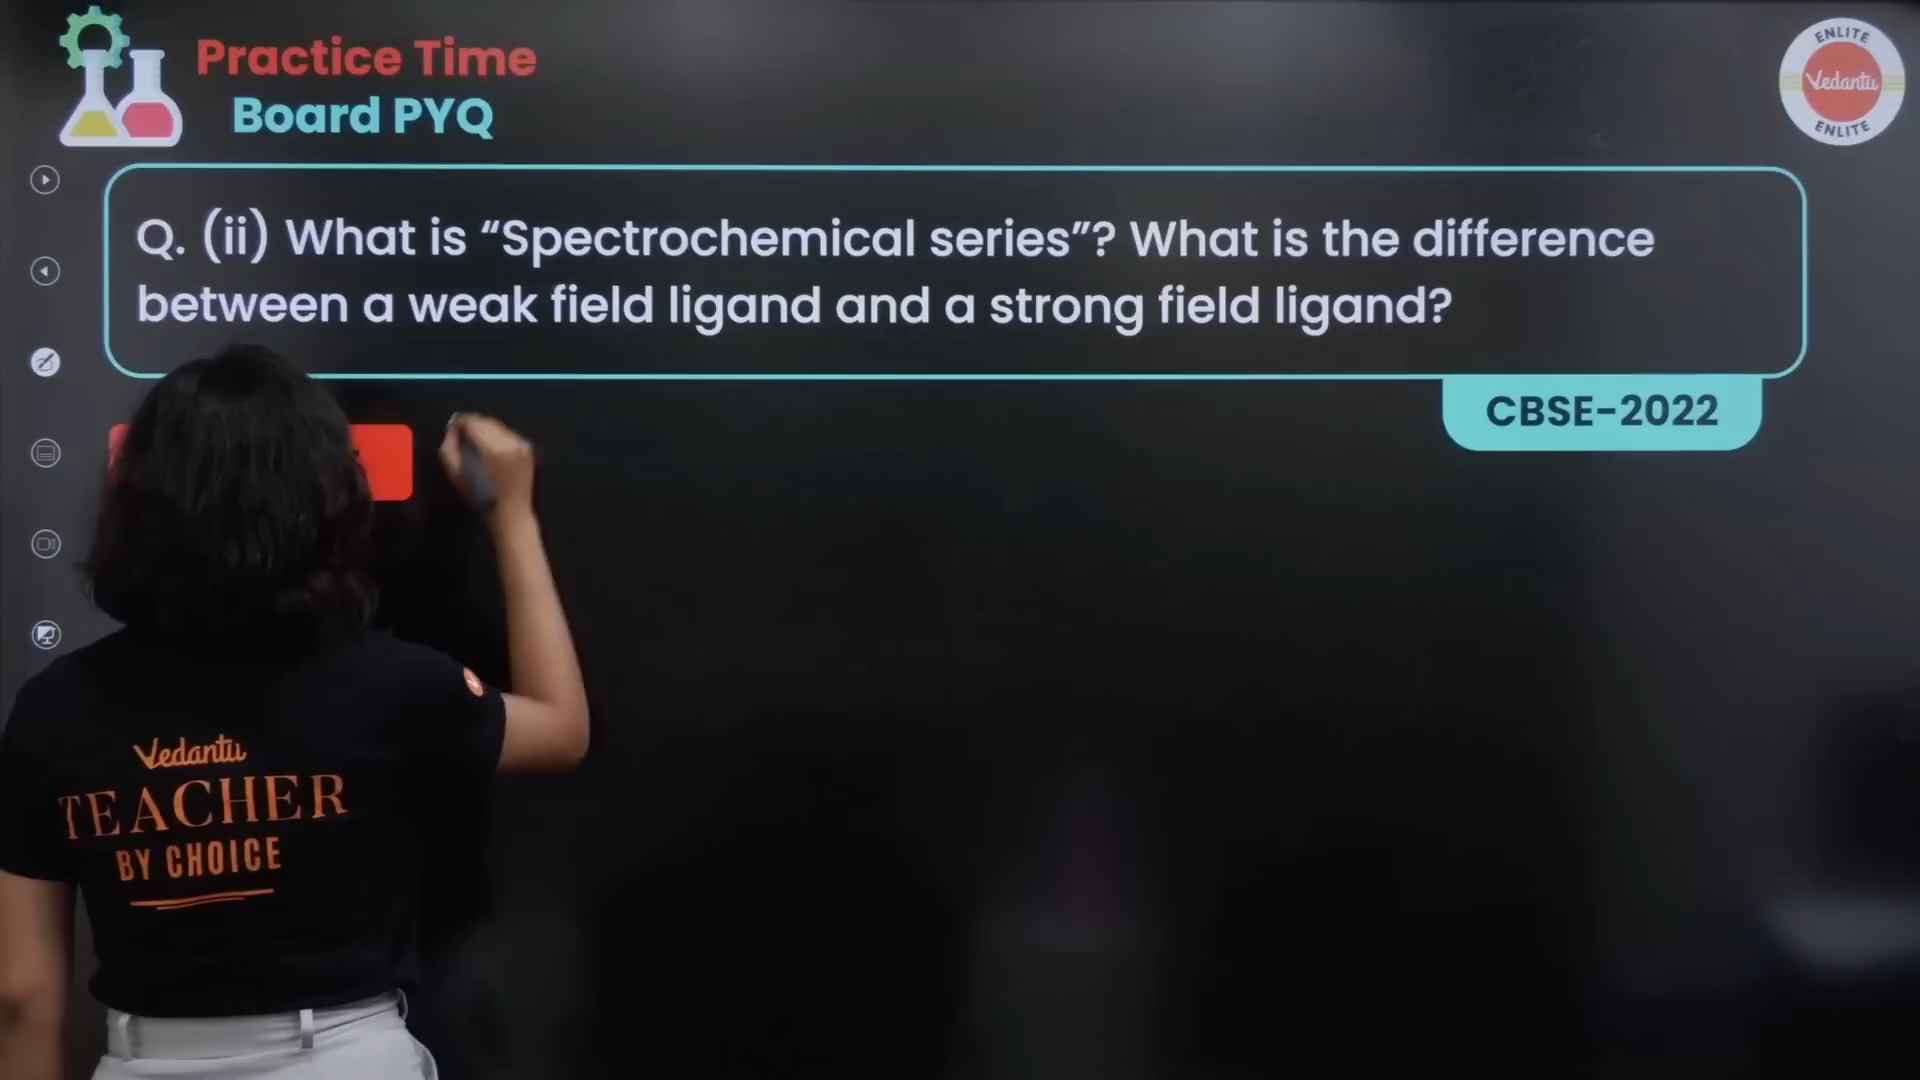 Practice Time
Board PYQ
ENLITE
Vedantu
ENLITE
Q. (ii) What is “Spectrochemical series”? What is the difference
between a weak field ligand and a strong field ligand?
CBSE-2022
Vedantu
TEACHER
BY CHOICE